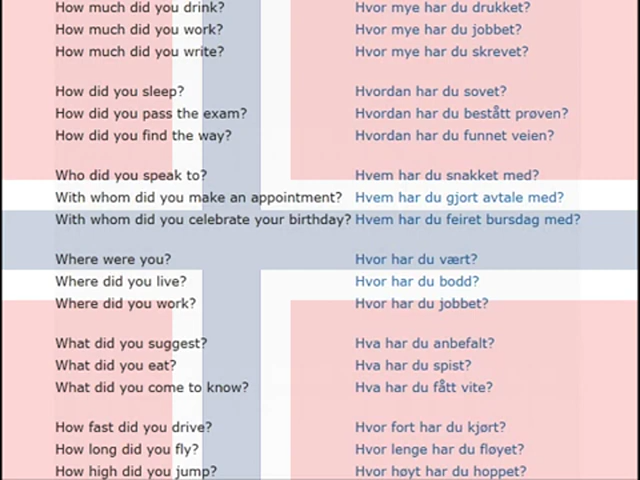 How much did you drink? Hvor mye har du drukket?
How much did you work? Hvor mye har du jobbet?
How much did you write? Hvor mye har du skrevet?
How did you sleep? Hvordan har du sovet?
How did you pass the exam? Hvordan har du bestått prøven?
How did you find the way? Hvordan har du funnet veien?
Who did you speak to? Hvem har du snakket med?
With whom did you make an appointment? Hvem har du gjort avtale med?
With whom did you celebrate your birthday? Hvem har du feiret bursdag med?
Where were you? Hvor har du vært?
Where did you live? Hvor har du bodd?
Where did you work? Hvor har du jobbet?
What did you suggest? Hva har du anbefalt?
What did you eat? Hva har du spist?
What did you come to know? Hva har du fått vite?
How fast did you drive? Hvor fort har du kjørt?
How long did you fly? Hvor lenge har du fløyet?
How high did you jump? Hvor høyt har du hoppet?